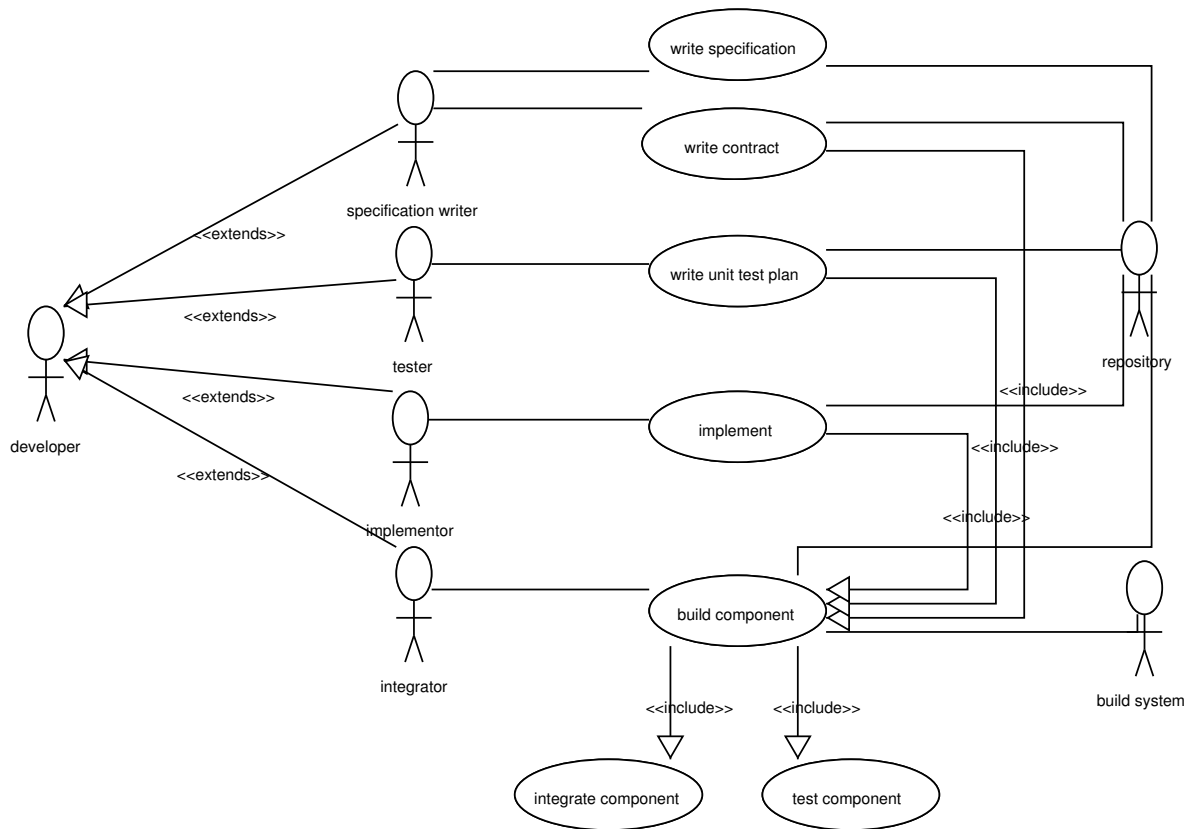 write specification
write contract
specification writer
<<extends>>
write unit test plan
<<extends>>
tester
repository
<<include>>
<<extends>>
developer
implement
<<include>>
<<extends>>
<<include>>
implementor
build component
integrator
build system
<<include>>
<<include>>
integrate component
test component